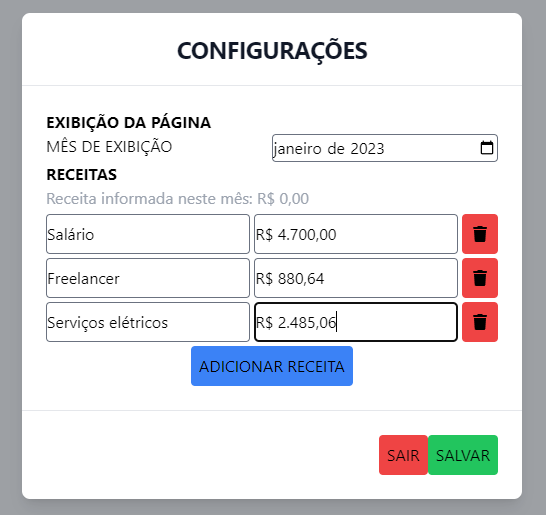 CONFIGURAÇÕES
EXIBIÇÃO DA PÁGINA
MÊS DE EXIBIÇÃO janeiro de 2023
RECEITAS
Receita informada neste mês: R$ 0,00
Salário R$ 4.700,00
Freelancer R$ 880,64
Serviços elétricos R$ 2.485,06
ADICIONAR RECEITA
SAIR SALVAR